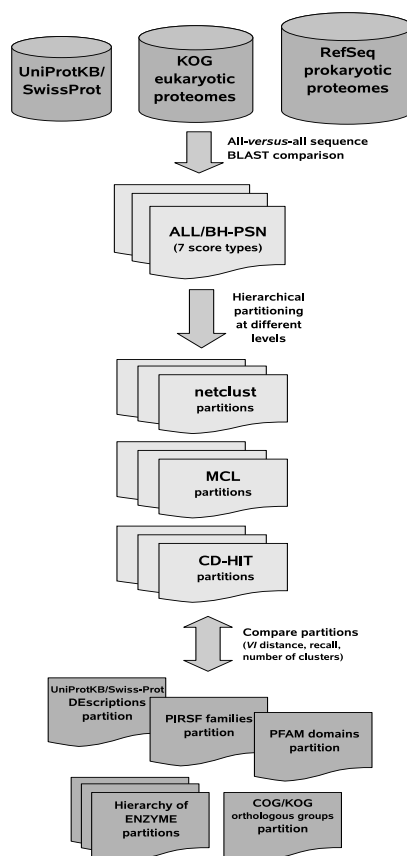 UniProtKB/
SwissProt
KOG
eukaryotic
proteomes
RefSeq
prokaryotic
proteomes
All-versus-all sequence
BLAST comparison
ALL/BH-PSN
(7 score types)
Hierarchical
partitioning
at different
levels
netclust
partitions
MCL
partitions
CD-HIT
partitions
Compare partitions
(VI distance, recall,
number of clusters)
UniProtKB/Swiss-Prot
DEscriptions
partition
PIRSF families
partition
PFAM domains
partition
Hierarchy of
ENZYME
partitions
COG/KOG
orthologous groups
partition